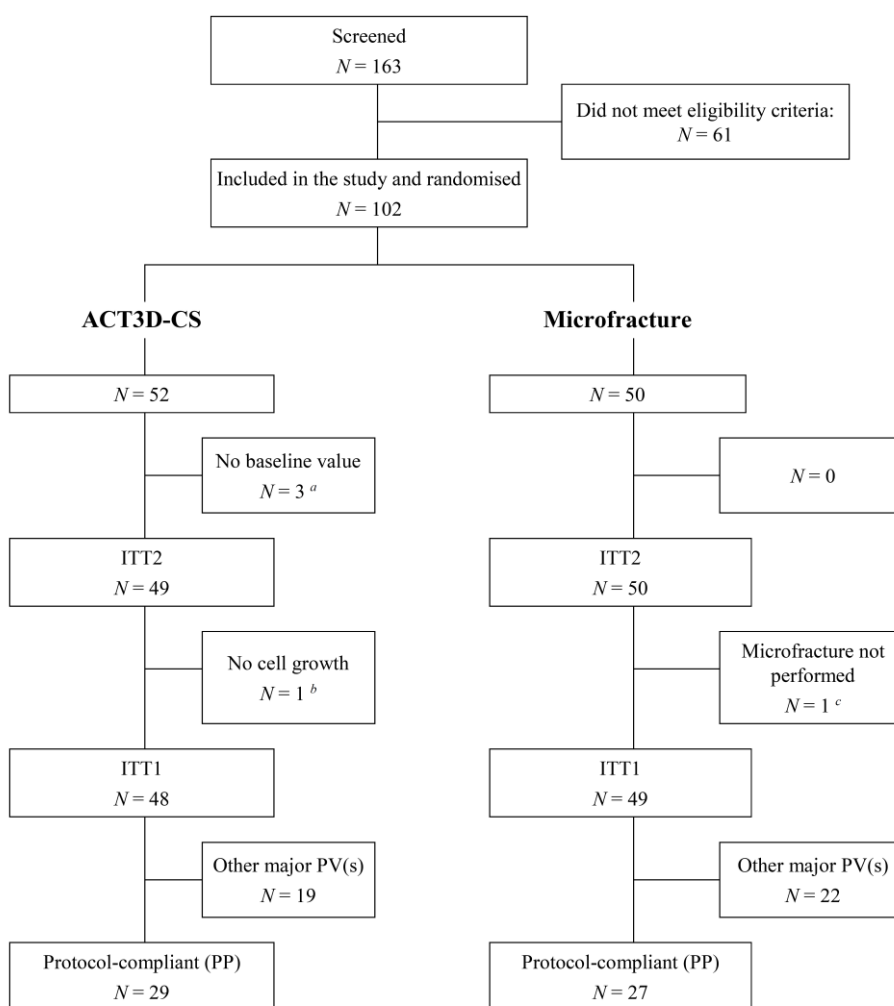 Screened
N = 163
Did not meet eligibility criteria:
N = 61
Included in the study and randomised
N = 102
ACT3D-CS
Microfracture
N = 52
N = 50
No baseline value
N = 3 a
N = 0
ITT2
N = 49
ITT2
N = 50
No cell growth
N = 1 b
Microfracture not
performed
N = 1 c
ITT1
N = 48
ITT1
N = 49
Other major PV(s)
N = 19
Other major PV(s)
N = 22
Protocol-compliant (PP)
N = 29
Protocol-compliant (PP)
N = 27